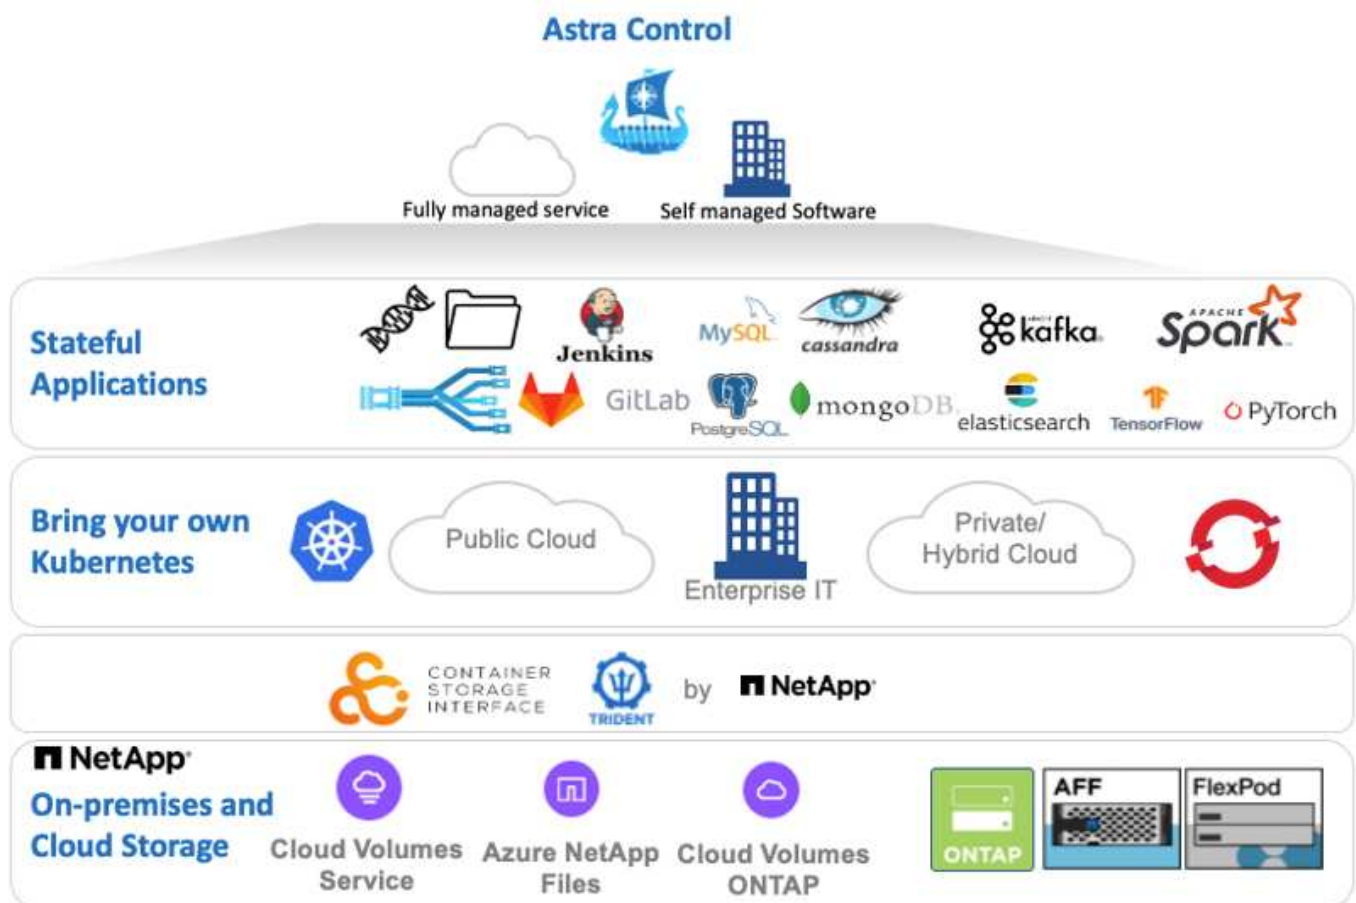 Astra Control
Fully managed service
Self managed Software
Stateful
Applications
Jenkins
MySQL
cassandra
kafka
APACHE
Spark
GitLab
PostgreSQL
mongoDB
elasticsearch
TensorFlow
PyTorch
Bring your own
Kubernetes
Public Cloud
Enterprise IT
Private/
Hybrid Cloud
CONTAINER
STORAGE
INTERFACE
TRIDENT
by
NetApp
NetApp
On-premises and
Cloud Storage
Cloud Volumes
Service
Azure NetApp
Files
Cloud Volumes
ONTAP
ONTAP
AFF
FlexPod